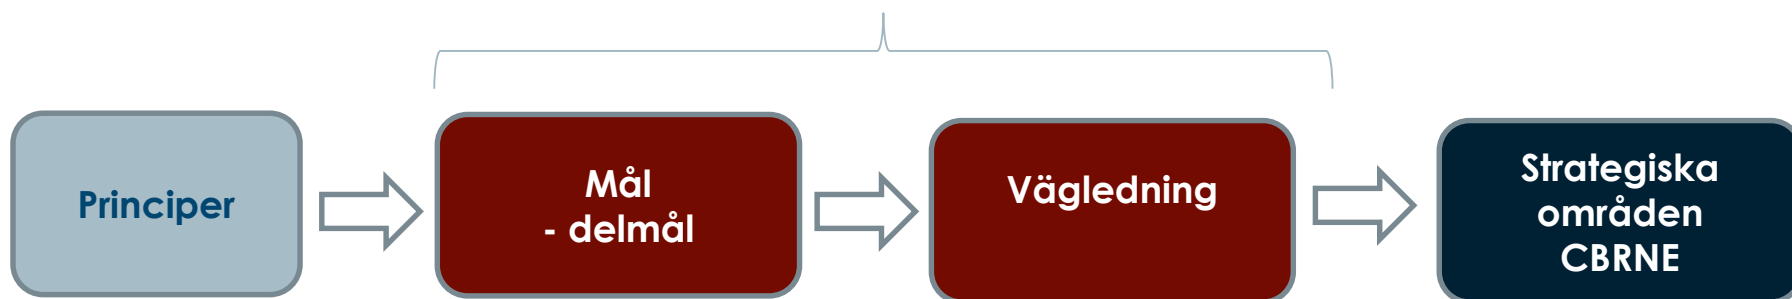 Principer
Mål
- delmål
Vägledning
Strategiska
områden
CBRNE